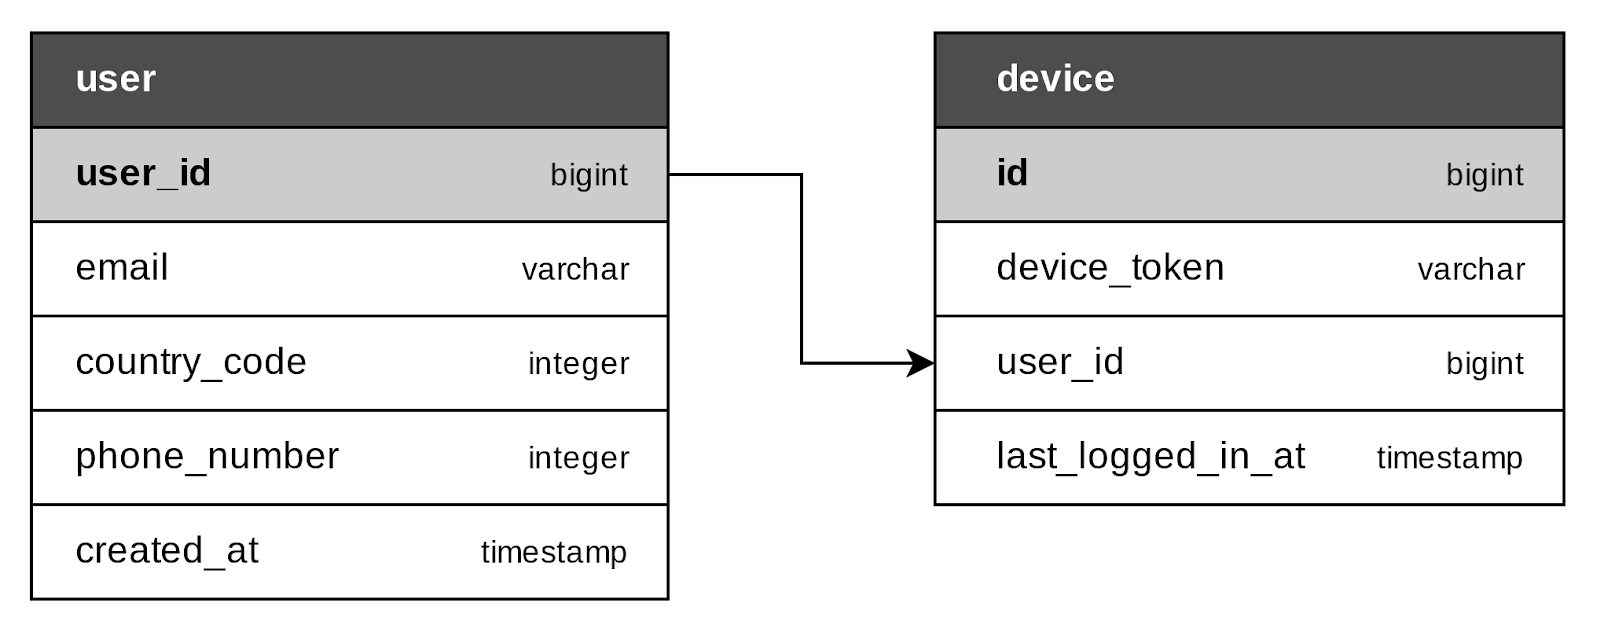 user
user_id bigint
email varchar
country_code integer
phone_number integer
created_at timestamp
device
id bigint
device_token varchar
user_id bigint
last_logged_in_at timestamp